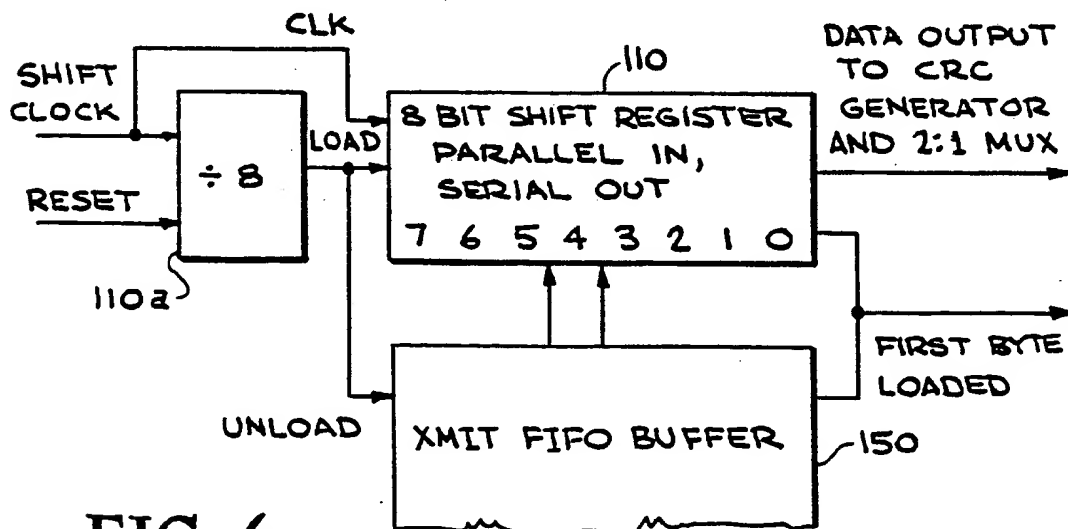 CLK
SHIFT
CLOCK
RESET
÷ 8
110a
LOAD
110
8 BIT SHIFT REGISTER
PARALLEL IN,
SERIAL OUT
7 6 5 4 3 2 1 0
DATA OUTPUT
TO CRC
GENERATOR
AND 2:1 MUX
FIRST BYTE
LOADED
UNLOAD
XMIT FIFO BUFFER
150